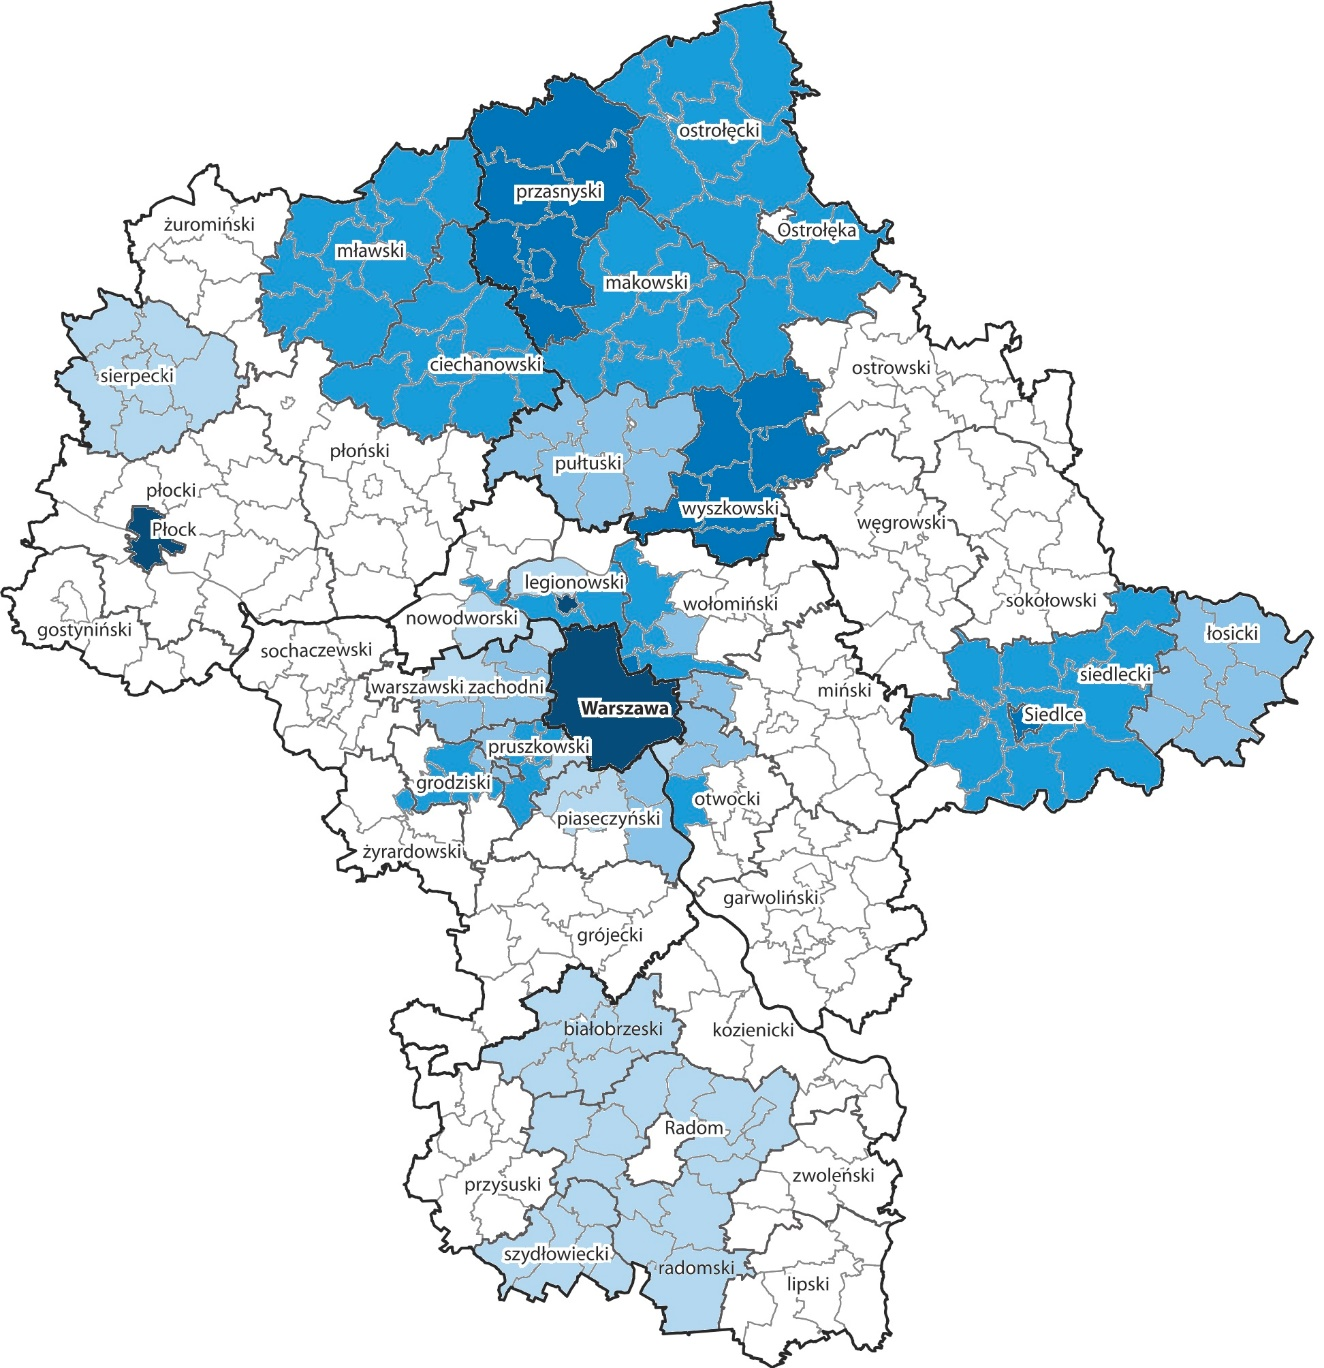 ostrołęcki
przasnyski
żuromiński
Ostrołęka
mławski
makowski
ciechanowski
ostrowski
sierpecki
płoński
pułtuski
płocki
wyszkowski
węgrowski
Płock
legionowski
wołomiński
sokołowski
nowodworski
gostyniński
łosicki
sochaczewski
siedlecki
warszawski zachodni
miński
Warszawa
Siedlce
pruszkowski
grodziski
otwocki
piaseczyński
żyrardowski
garwoliński
grójecki
białobrzeski
kozienicki
Radom
zwoleński
przysuski
szydłowiecki
radomski
lipski